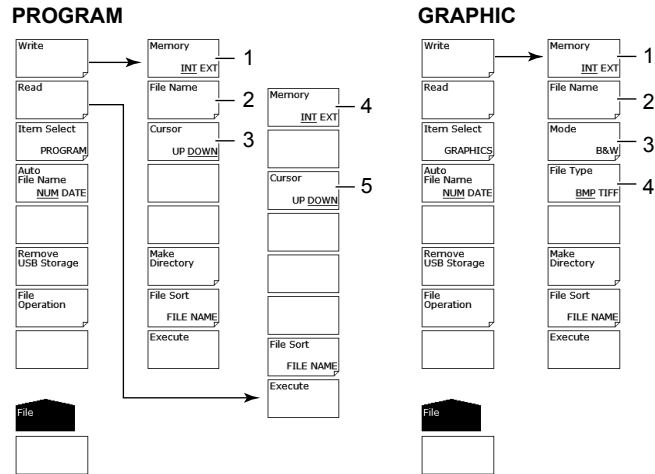 PROGRAM
Write
Read
Item Select
PROGRAM
Auto
File Name
NUM DATE
Remove
USB Storage
File
Operation
File
Memory
INT EXT
1
File Name
2
Cursor
UP DOWN
3
Make
Directory
File Sort
FILE NAME
Execute
Memory
INT EXT
4
Cursor
UP DOWN
5
File Sort
FILE NAME
Execute
GRAPHIC
Write
Read
Item Select
GRAPHICS
Auto
File Name
NUM DATE
Remove
USB Storage
File
Operation
File
Memory
INT EXT
1
File Name
2
Mode
B&W
3
File Type
BMP TIFF
4
Make
Directory
File Sort
FILE NAME
Execute